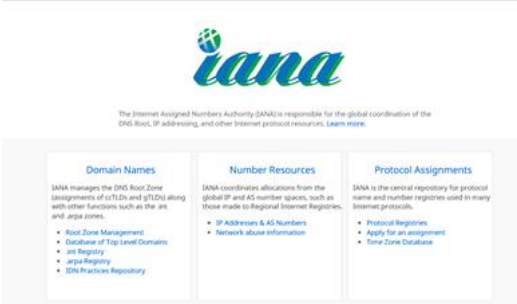 iana
The Internet Assigned Numbers Authority (IANA) is responsible for the global coordination of the
DNS Root, IP addressing, and other Internet protocol resources. Learn more.
Domain Names
IANA manages the DNS Root Zone
(assignments of ccTLDs and gTLDs) along
with other functions such as the .int
and .arpa zones.
Root Zone Management
Database of Top Level Domains
.int Registry
.arpa Registry
IDN Practices Repository
Number Resources
IANA coordinates allocations from the
global IP and AS number spaces, such as
those made to Regional Internet Registries.
IP Addresses & AS Numbers
Network abuse information
Protocol Assignments
IANA is the central repository for protocol
name and number registries used in many
Internet protocols.
Protocol Registries
Apply for an assignment
Time Zone Database